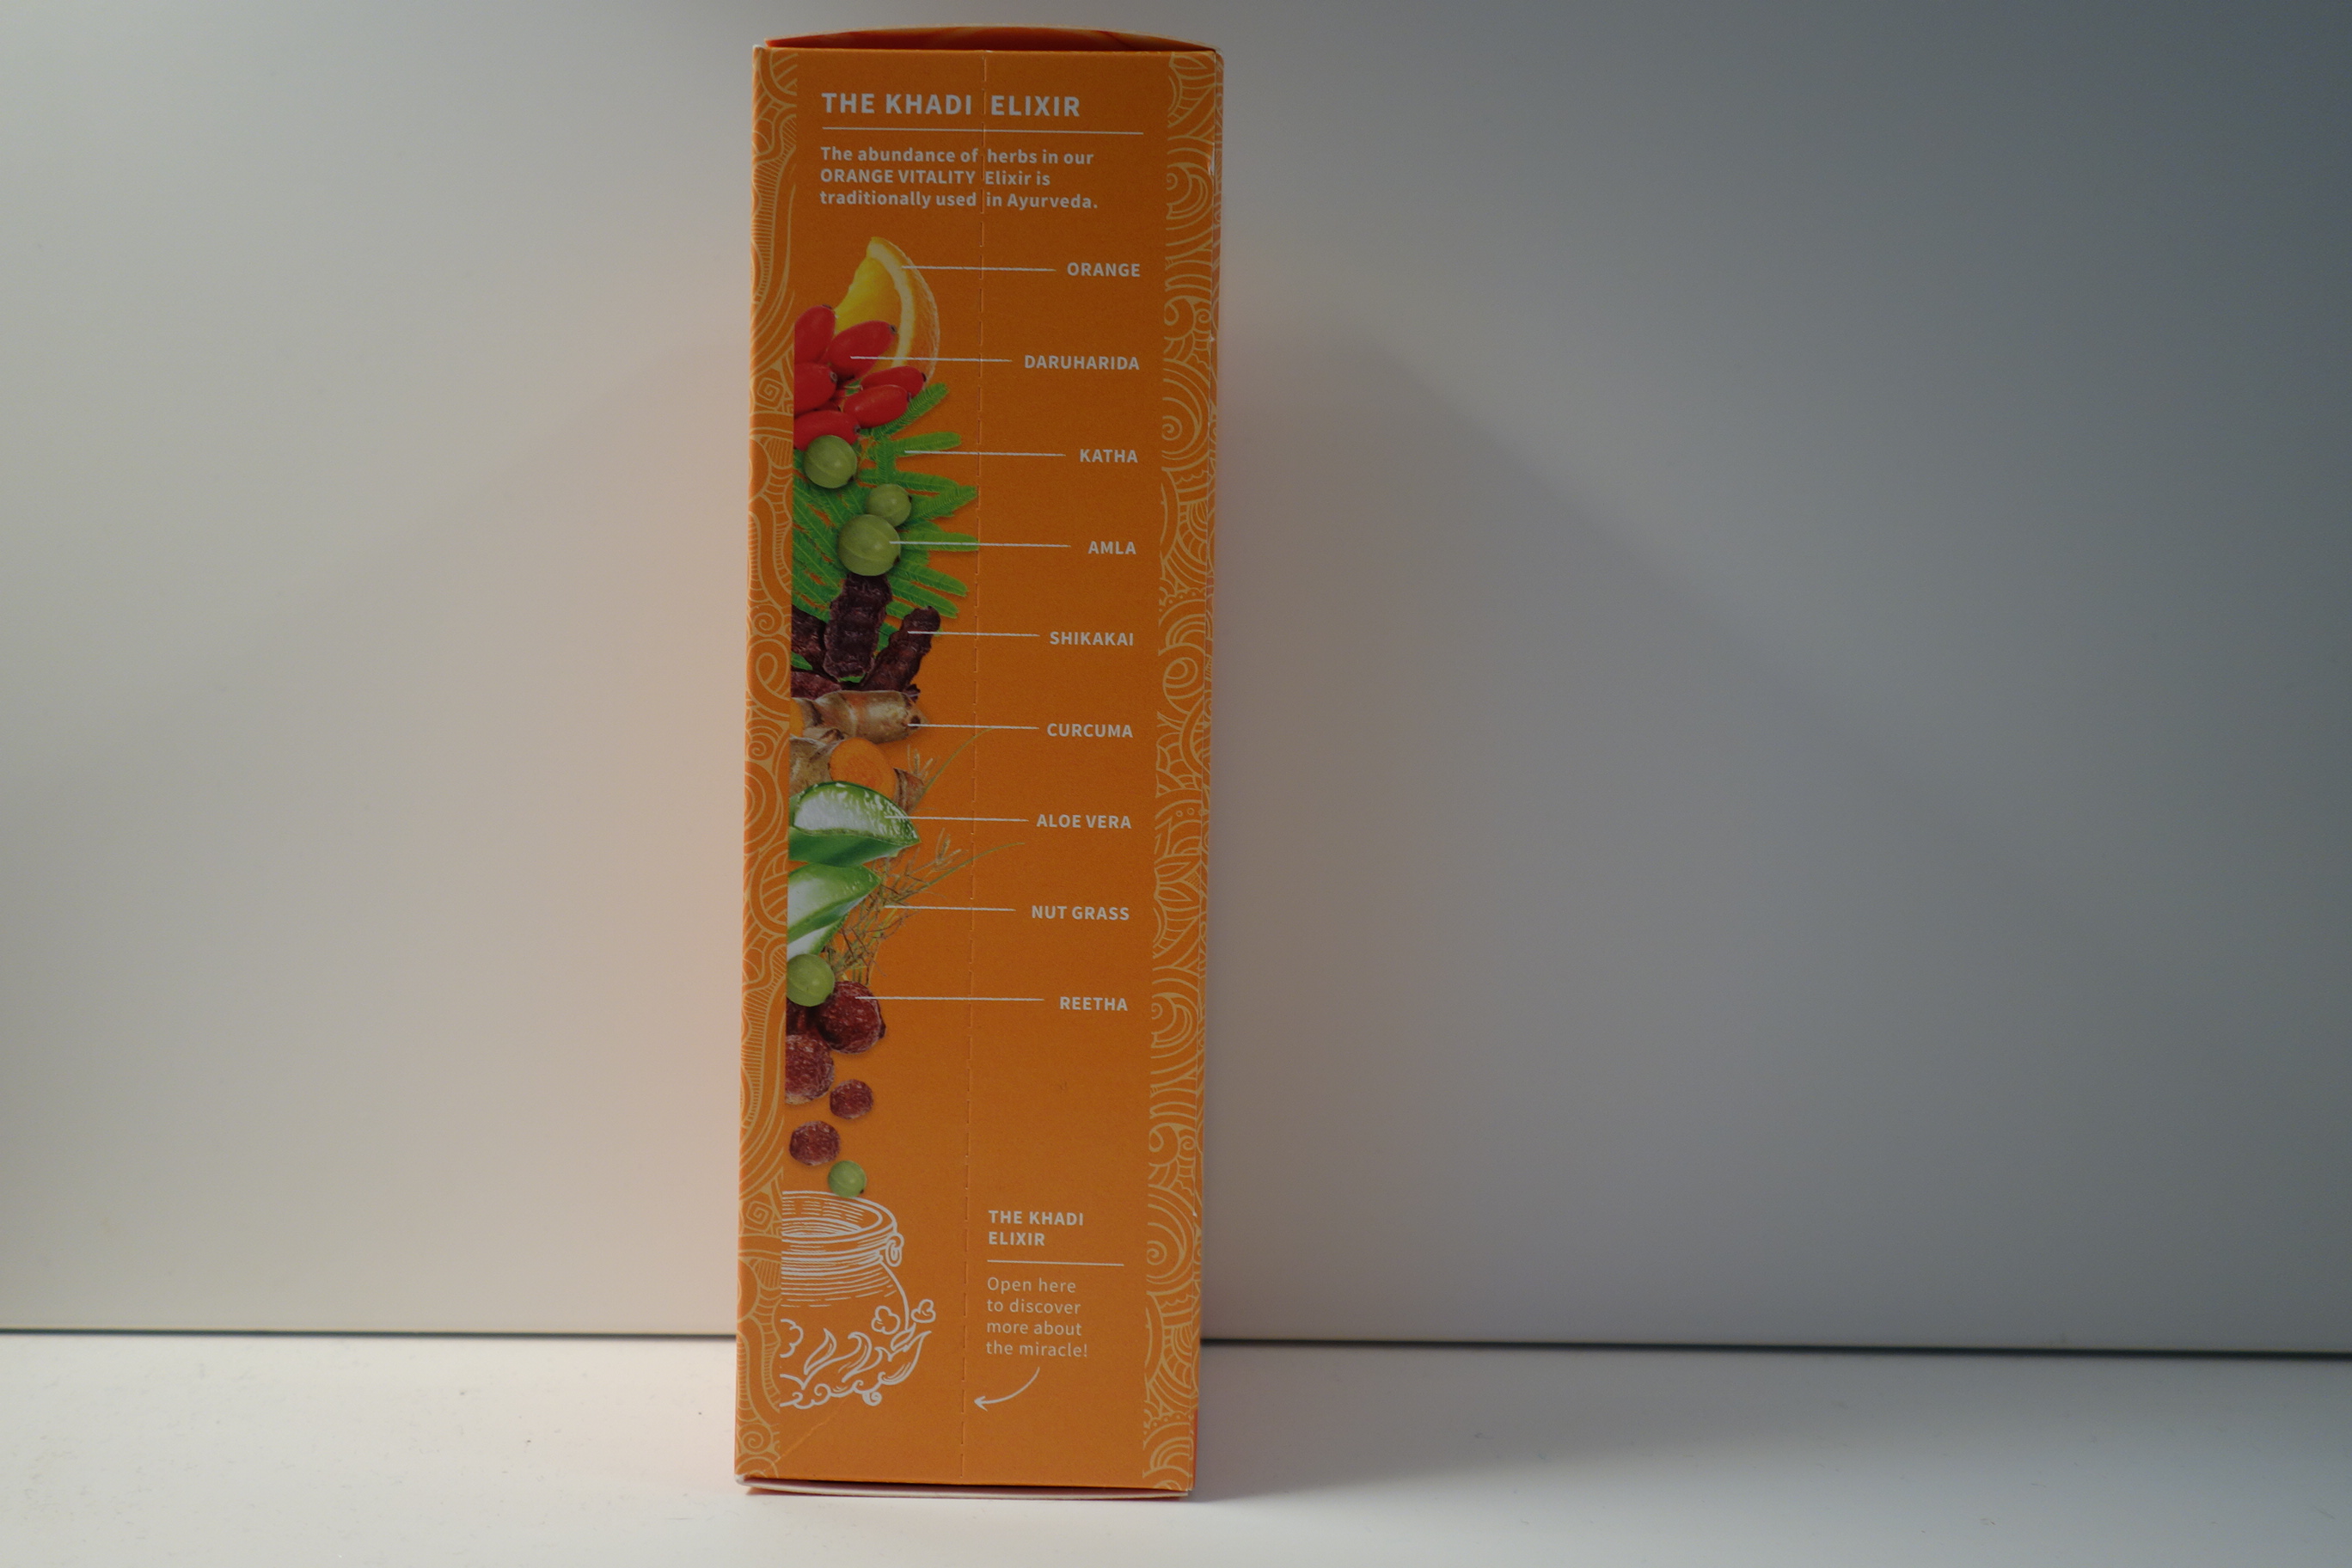 THE KHADI ELIXIR
The abundance of herbs in our
ORANGE VITALITY Elixir is
traditionally used in Ayurveda.
ORANGE
DARUHARIDA
KATHA
AMLA
SHIKAKAI
CURCUMA
ALOE VERA
NUT GRASS
REETHA
THE KHADI
ELIXIR
Open here
to discover
more about
the miracle!